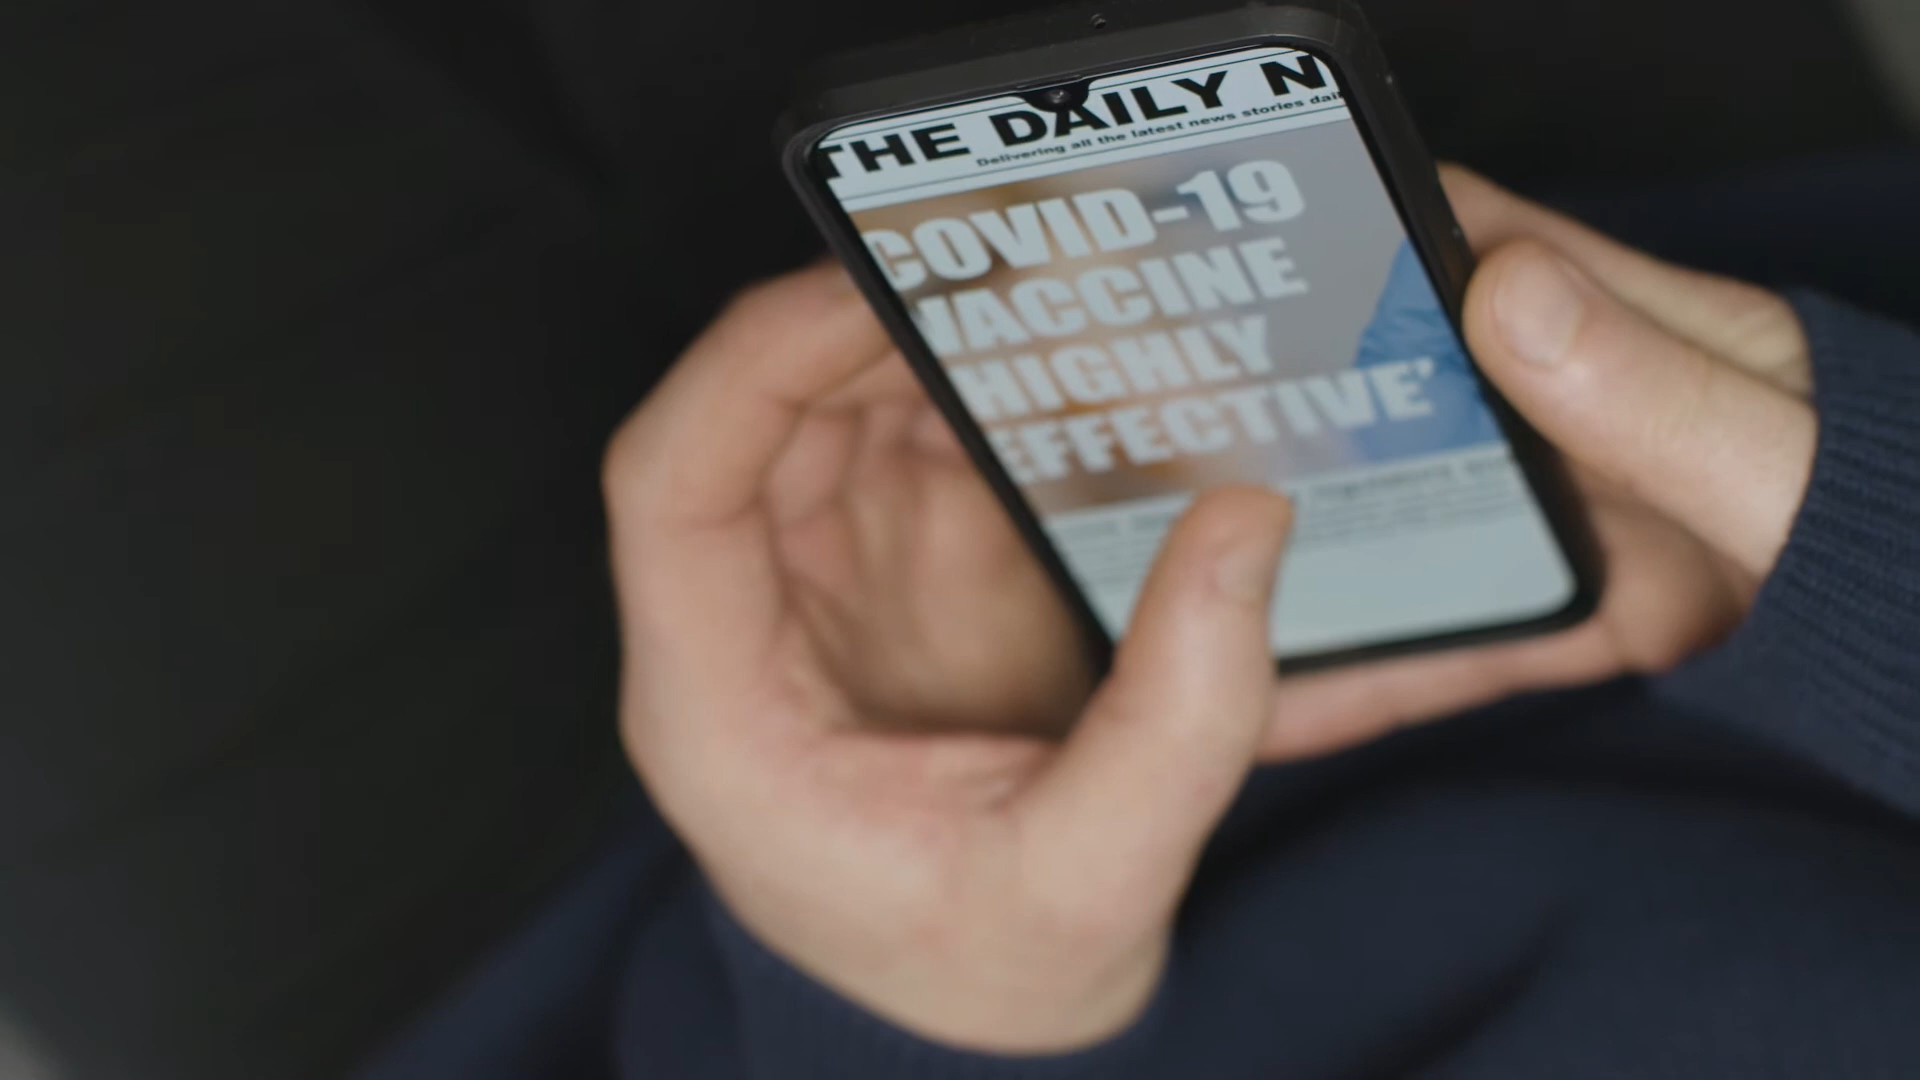 THE DAILY N
Delivering all the latest news stories dail
COVID-19
VACCINE
HIGHLY
EFFECTIVE'